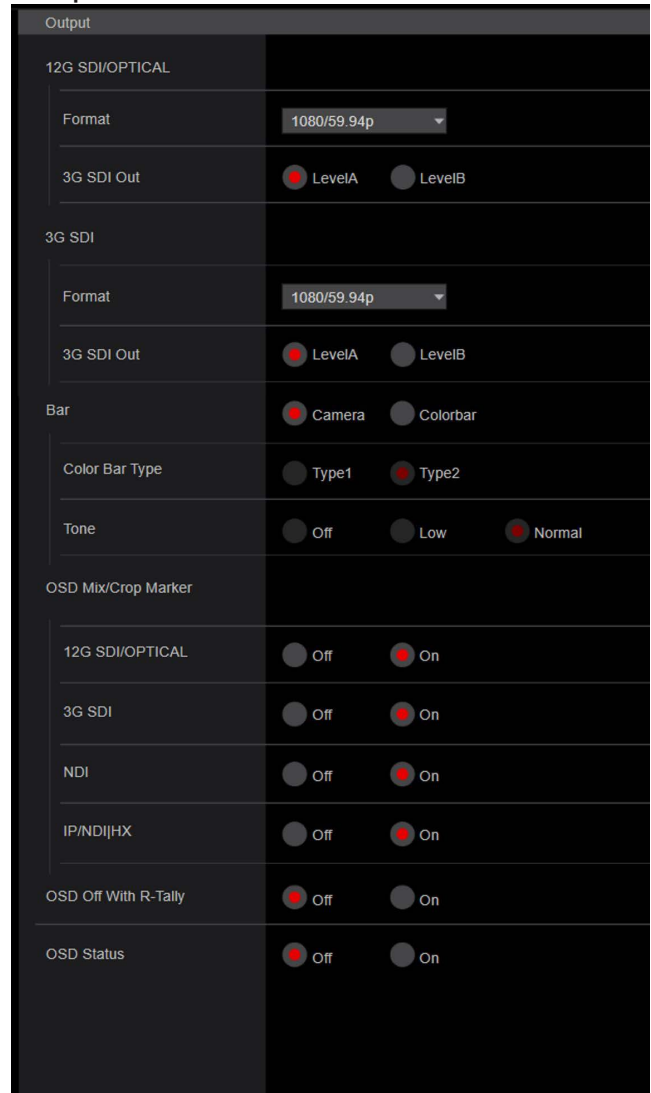 Output
12G SDI/OPTICAL
Format 1080/59.94p
3G SDI Out LevelA LevelB
3G SDI
Format 1080/59.94p
3G SDI Out LevelA LevelB
Bar Camera Colorbar
Color Bar Type Type1 Type2
Tone Off Low Normal
OSD Mix/Crop Marker
12G SDI/OPTICAL Off On
3G SDI Off On
NDI Off On
IP/NDI|HX Off On
OSD Off With R-Tally Off On
OSD Status Off On